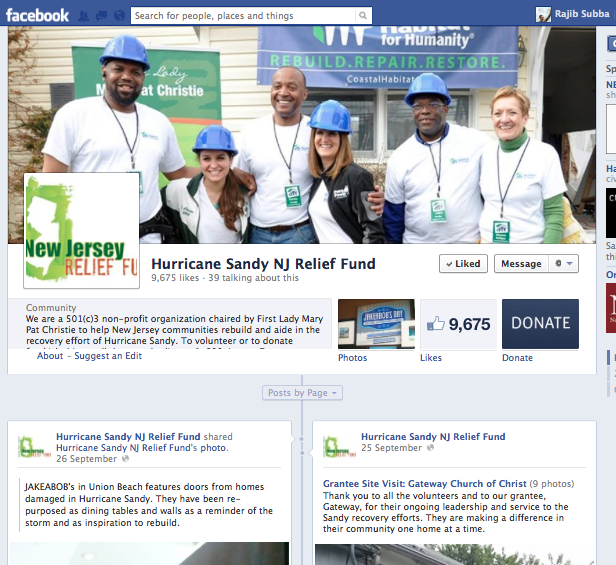 facebook
Search for people, places and things
Rajib Subba
Lady
Pat Christie
Habitat
for Humanity®
REBUILD. REPAIR. RESTORE.
CoastalHabitat
New Jersey
RELIEF FU
Hurricane Sandy NJ Relief Fund
9,675 likes · 39 talking about this
Liked
Message
Community
We are a 501(c)3 non-profit organization chaired by First Lady Mary
Pat Christie to help New Jersey communities rebuild and aide in the
recovery effort of Hurricane Sandy. To volunteer or to donate
About – Suggest an Edit
JAKEABOB'S BAY
Photos
9,675
Likes
DONATE
Donate
Posts by Page
Hurricane Sandy NJ Relief Fund shared
Hurricane Sandy NJ Relief Fund's photo.
26 September
JAKEABOB's in Union Beach features doors from homes
damaged in Hurricane Sandy. They have been re-
purposed as dining tables and walls as a reminder of the
storm and as inspiration to rebuild.
Hurricane Sandy NJ Relief Fund
25 September
Grantee Site Visit: Gateway Church of Christ (9 photos)
Thank you to all the volunteers and to our grantee,
Gateway, for their ongoing leadership and service to the
Sandy recovery efforts. They are making a difference in
their community one home at a time.